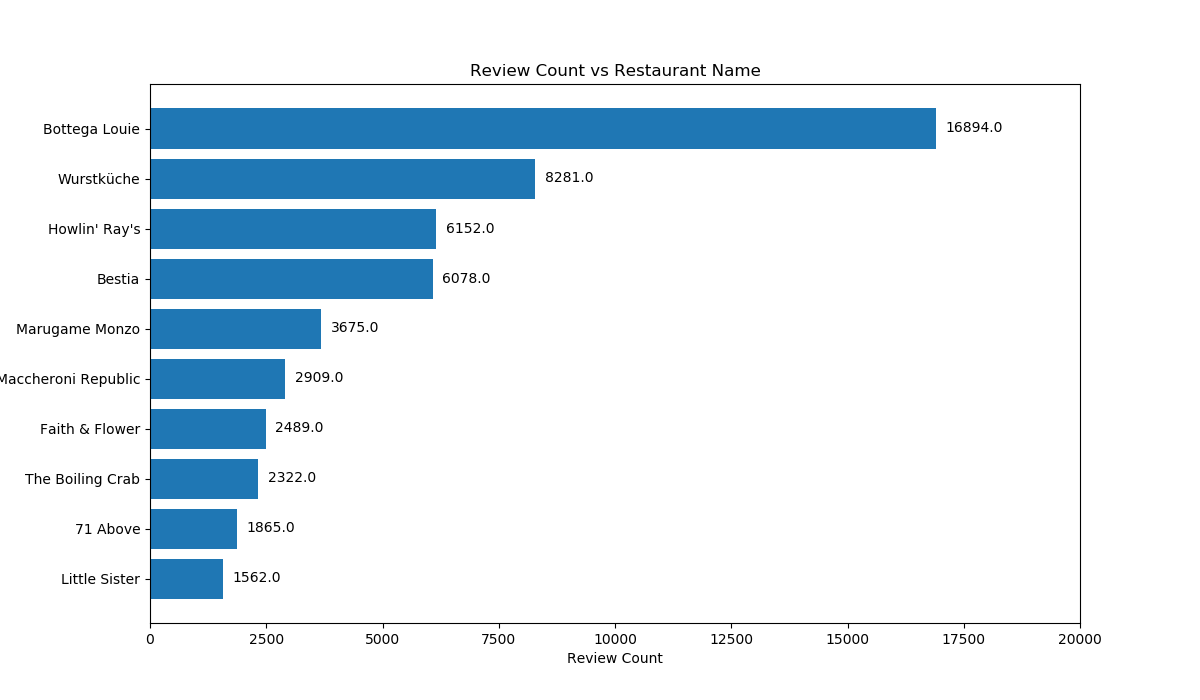 Review Count vs Restaurant Name
Bottega Louie 16894.0
Wurstküche 8281.0
Howlin' Ray's 6152.0
Bestia 6078.0
Marugame Monzo 3675.0
Maccheroni Republic 2909.0
Faith & Flower 2489.0
The Boiling Crab 2322.0
71 Above 1865.0
Little Sister 1562.0
0 2500 5000 7500 10000 12500 15000 17500 20000
Review Count